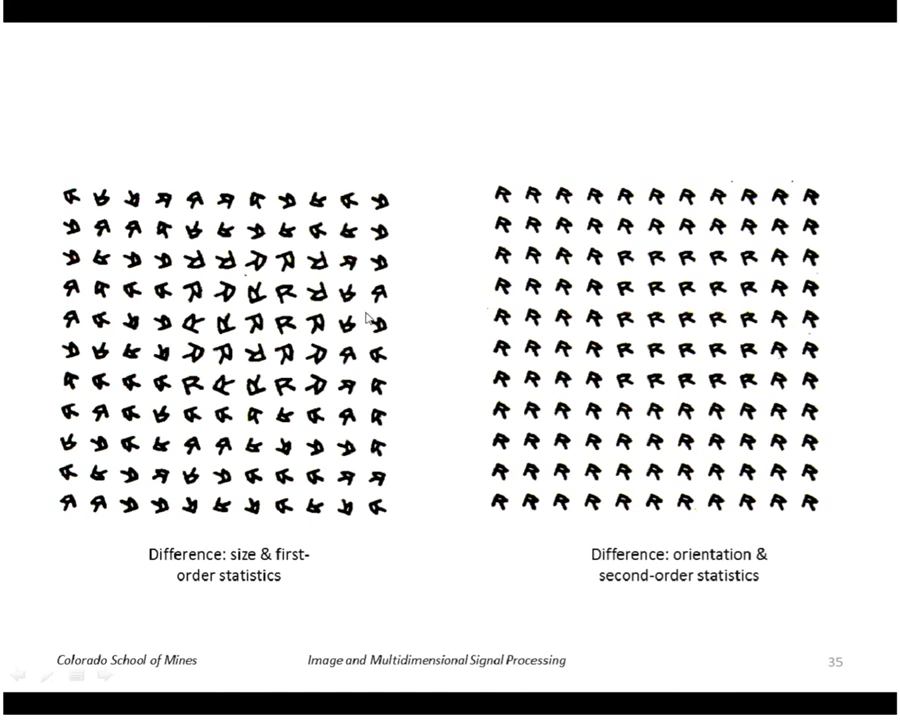 R R R R R R R R R R R
R R R R R R R R R R R
R R R R R R R R R R R
R R R R R R R R R R R
R R R R R R R R R R R
R R R R R R R R R R R
R R R R R R R R R R R
R R R R R R R R R R R
R R R R R R R R R R R
R R R R R R R R R R R
R R R R R R R R R R R
Difference: size & first-
order statistics
Difference: orientation &
second-order statistics
Colorado School of Mines
Image and Multidimensional Signal Processing
35